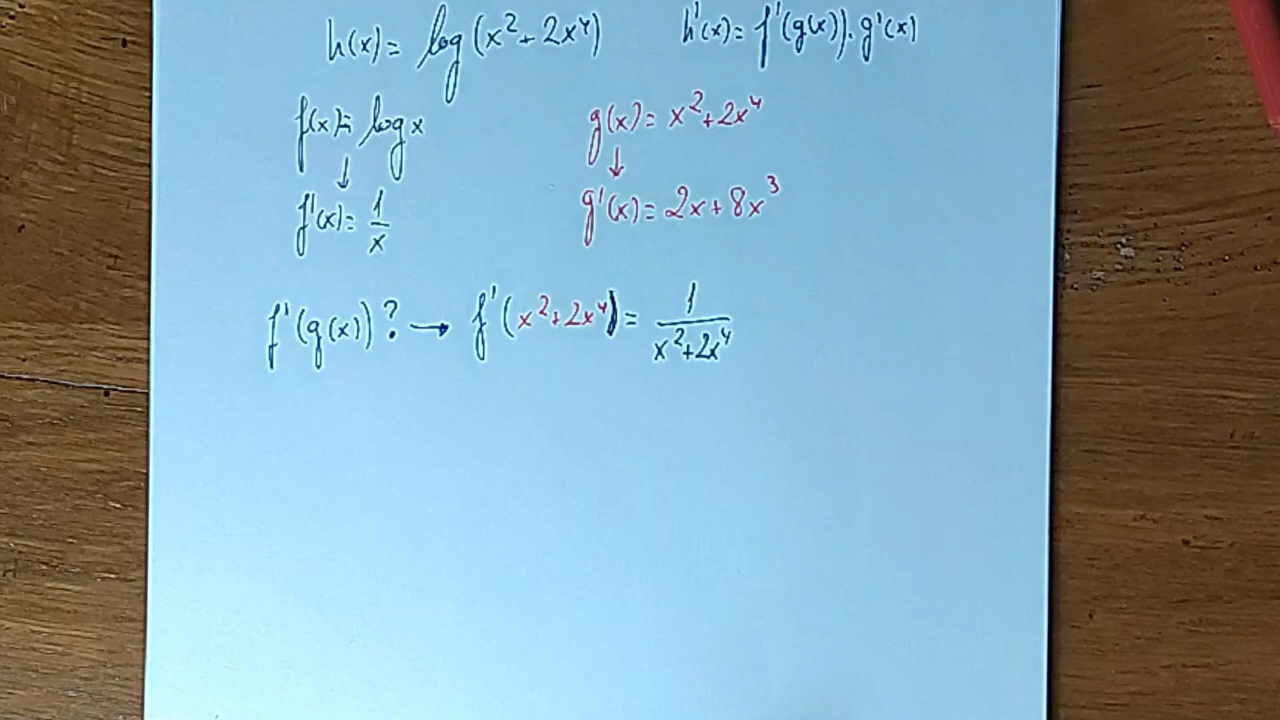 h(x) = log(x²+2x⁴) h'(x) = f'(g(x)).g'(x)
f(x) = log x g(x) = x²+2x⁴
↓ ↓
f'(x) = 1/x g'(x) = 2x+8x³
f'(g(x))? → f'(x²+2x⁴) = 1/(x²+2x⁴)